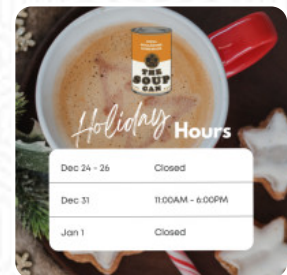 THE
SOUP
CAN
Holiday Hours
Dec 24 - 26 Closed
Dec 31 11:00AM - 6:00PM
Jan 1 Closed